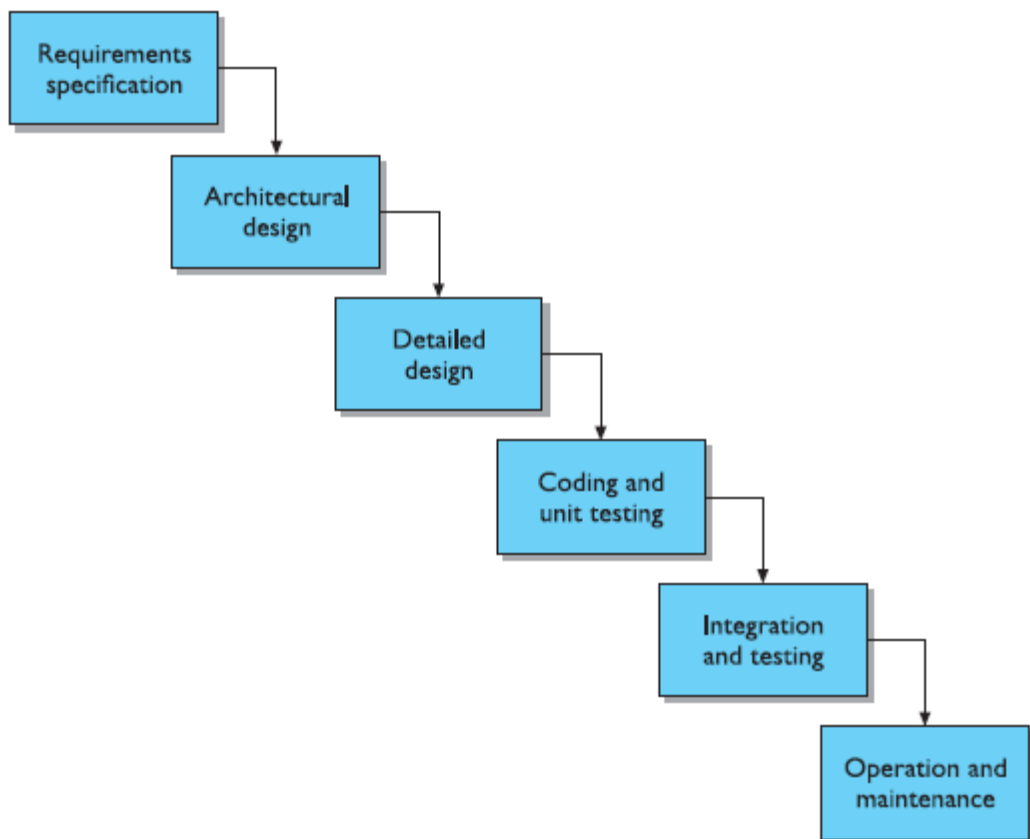 Requirements
specification
Architectural
design
Detailed
design
Coding and
unit testing
Integration
and testing
Operation and
maintenance